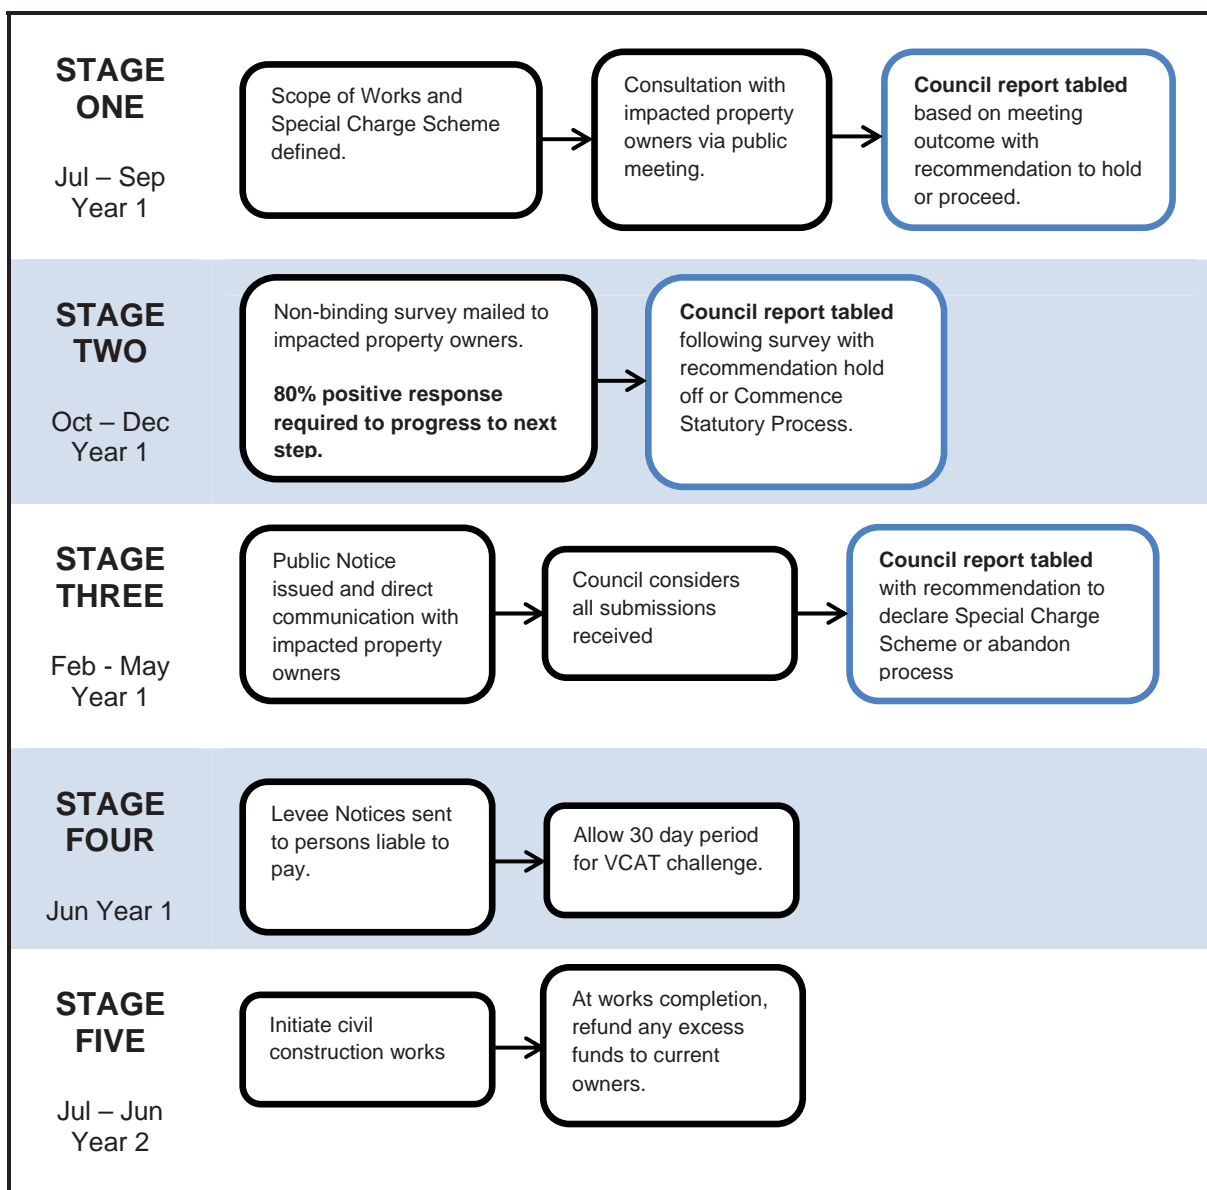 STAGE
ONE
Jul – Sep
Year 1
Scope of Works and
Special Charge Scheme
defined.
Consultation with
impacted property
owners via public
meeting.
Council report tabled
based on meeting
outcome with
recommendation to hold
or proceed.
STAGE
TWO
Oct – Dec
Year 1
Non-binding survey mailed to
impacted property owners.
80% positive response
required to progress to next
step.
Council report tabled
following survey with
recommendation hold
off or Commence
Statutory Process.
STAGE
THREE
Feb - May
Year 1
Public Notice
issued and direct
communication with
impacted property
owners
Council considers
all submissions
received
Council report tabled
with recommendation to
declare Special Charge
Scheme or abandon
process
STAGE
FOUR
Jun Year 1
Levee Notices sent
to persons liable to
pay.
Allow 30 day period
for VCAT challenge.
STAGE
FIVE
Jul – Jun
Year 2
Initiate civil
construction works
At works completion,
refund any excess
funds to current
owners.